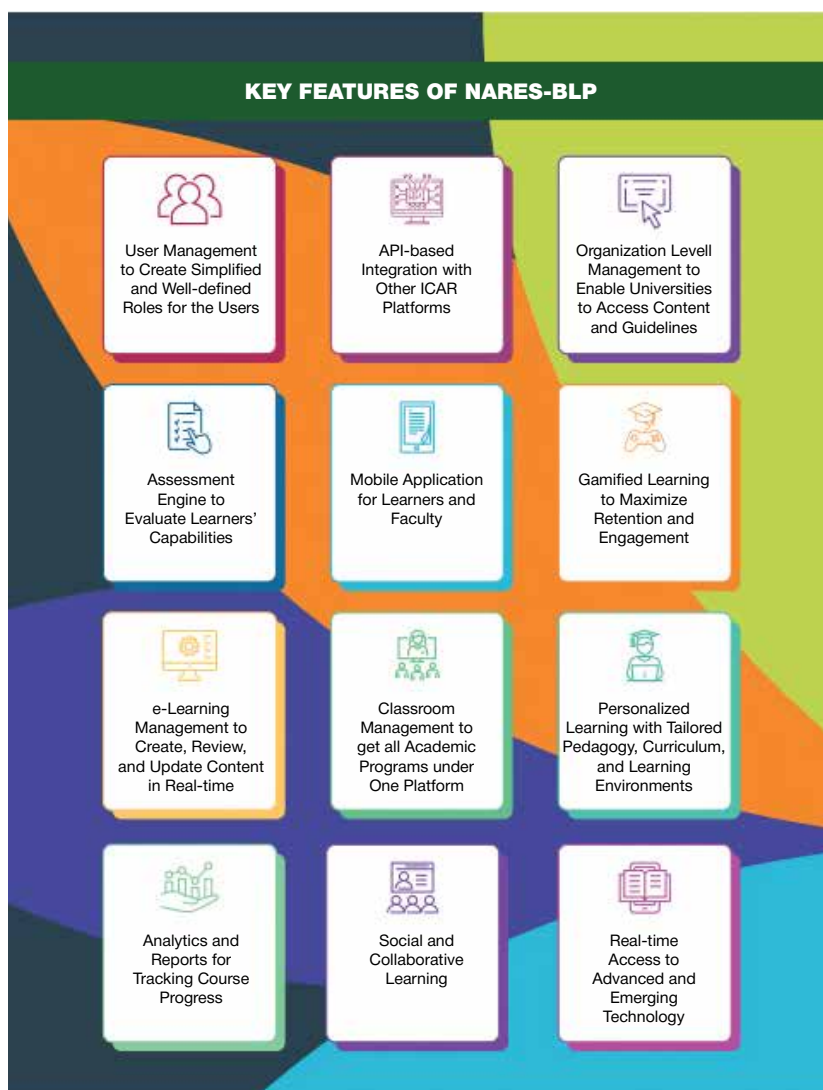 KEY FEATURES OF NARES-BLP
User Management
to Create Simplified
and Well-defined
Roles for the Users
API-based
Integration with
Other ICAR
Platforms
Organization Levell
Management to
Enable Universities
to Access Content
and Guidelines
Assessment
Engine to
Evaluate Learners’
Capabilities
Mobile Application
for Learners and
Faculty
Gamified Learning
to Maximize
Retention and
Engagement
e-Learning
Management to
Create, Review,
and Update Content
in Real-time
Classroom
Management to
get all Academic
Programs under
One Platform
Personalized
Learning with Tailored
Pedagogy, Curriculum,
and Learning
Environments
Analytics and
Reports for
Tracking Course
Progress
Social and
Collaborative
Learning
Real-time
Access to
Advanced and
Emerging
Technology